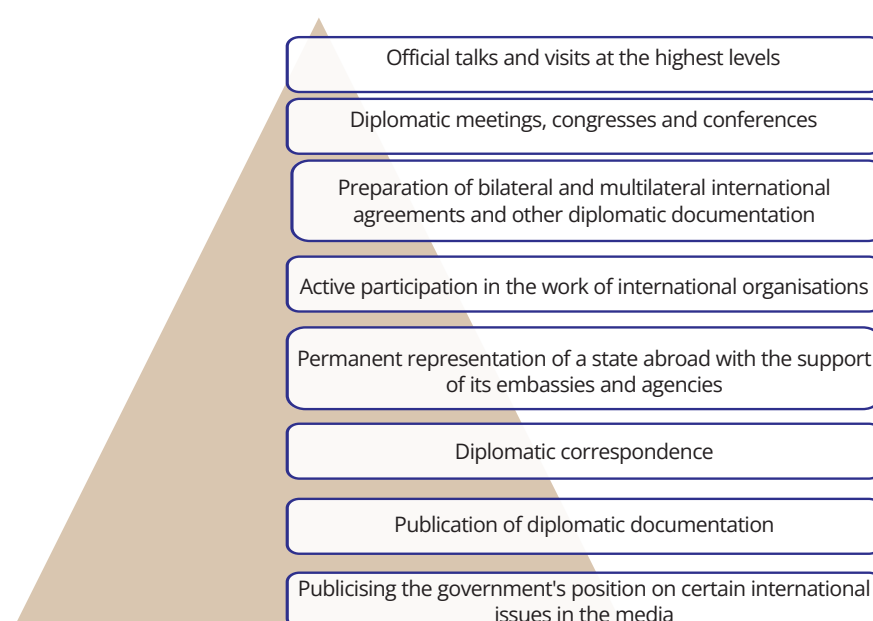 Official talks and visits at the highest levels
Diplomatic meetings, congresses and conferences
Preparation of bilateral and multilateral international
agreements and other diplomatic documentation
Active participation in the work of international organisations
Permanent representation of a state abroad with the support
of its embassies and agencies
Diplomatic correspondence
Publication of diplomatic documentation
Publicising the government's position on certain international
issues in the media